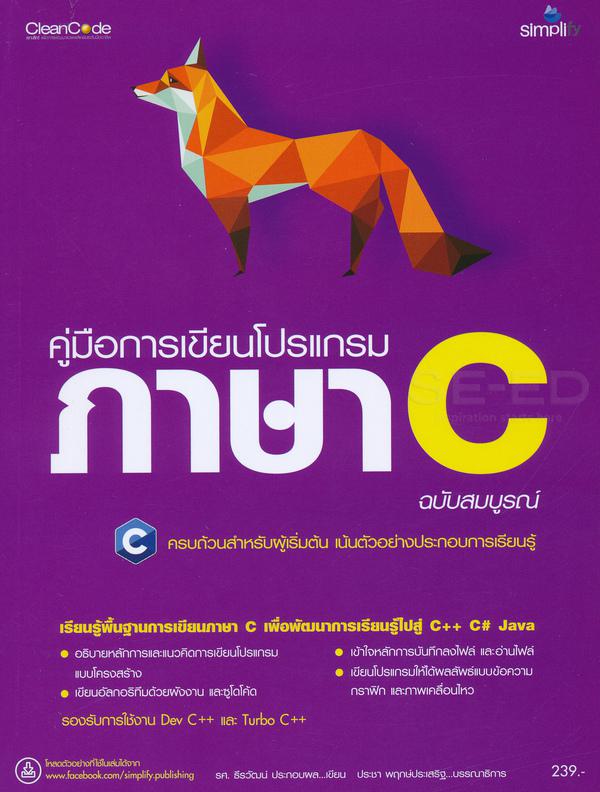 CleanCode
simplify
คู่มือการเขียนโปรแกรม
ภาษา C
SE-ED
inspiration starts here
ฉบับสมบูรณ์
C ครบถ้วนสำหรับผู้เริ่มต้น เน้นตัวอย่างประกอบการเรียนรู้
เรียนรู้พื้นฐานการเขียนภาษา C เพื่อพัฒนาการเรียนรู้ไปสู่ C++ C# Java
อธิบายหลักการและแนวคิดการเขียนโปรแกรม
แบบโครงสร้าง
เขียนอัลกอริทึมด้วยผังงาน และซูโดโค้ด
เข้าใจหลักการบันทึกลงไฟล์ และอ่านไฟล์
เขียนโปรแกรมให้ได้ผลลัพธ์แบบข้อความ
กราฟิก และภาพเคลื่อนไหว
รองรับการใช้งาน Dev C++ และ Turbo C++
โหลดตัวอย่างที่ใช้ในเล่มได้จาก
www.facebook.com/simplify.publishing
รศ. ธีรวัฒน์ ประกอบผล...เขียน ประชา พฤกษ์ประเสริฐ...บรรณาธิการ
239.-